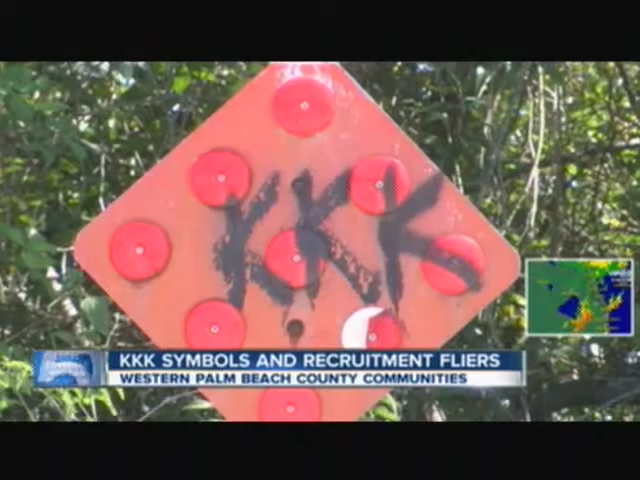 KKK
KKK SYMBOLS AND RECRUITMENT FLIERS
WESTERN PALM BEACH COUNTY COMMUNITIES